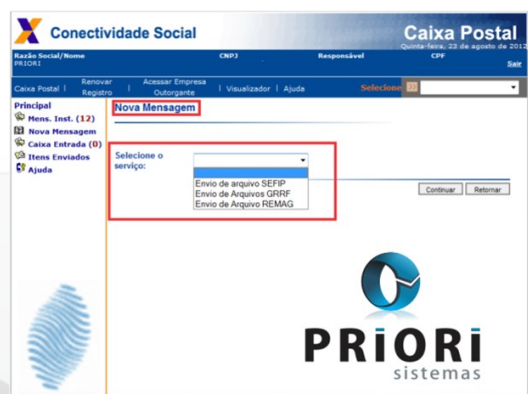 Conectividade Social
Caixa Postal
Quinta-feira, 23 de agosto de 2012
Razão Social/Nome CNPJ Responsável CPF
PRIORI
Sair
Caixa Postal | Renovar Registro | Acessar Empresa Outorgante | Visualizador | Ajuda Selecione
Principal
Mens. Inst. (12)
Nova Mensagem
Caixa Entrada (0)
Itens Enviados
Ajuda
Nova Mensagem
Selecione o
serviço:
Envio de arquivo SEFIP
Envio de Arquivos GRRF
Envio de Arquivo REMAG
Continuar Retornar
PRiORi
sistemas